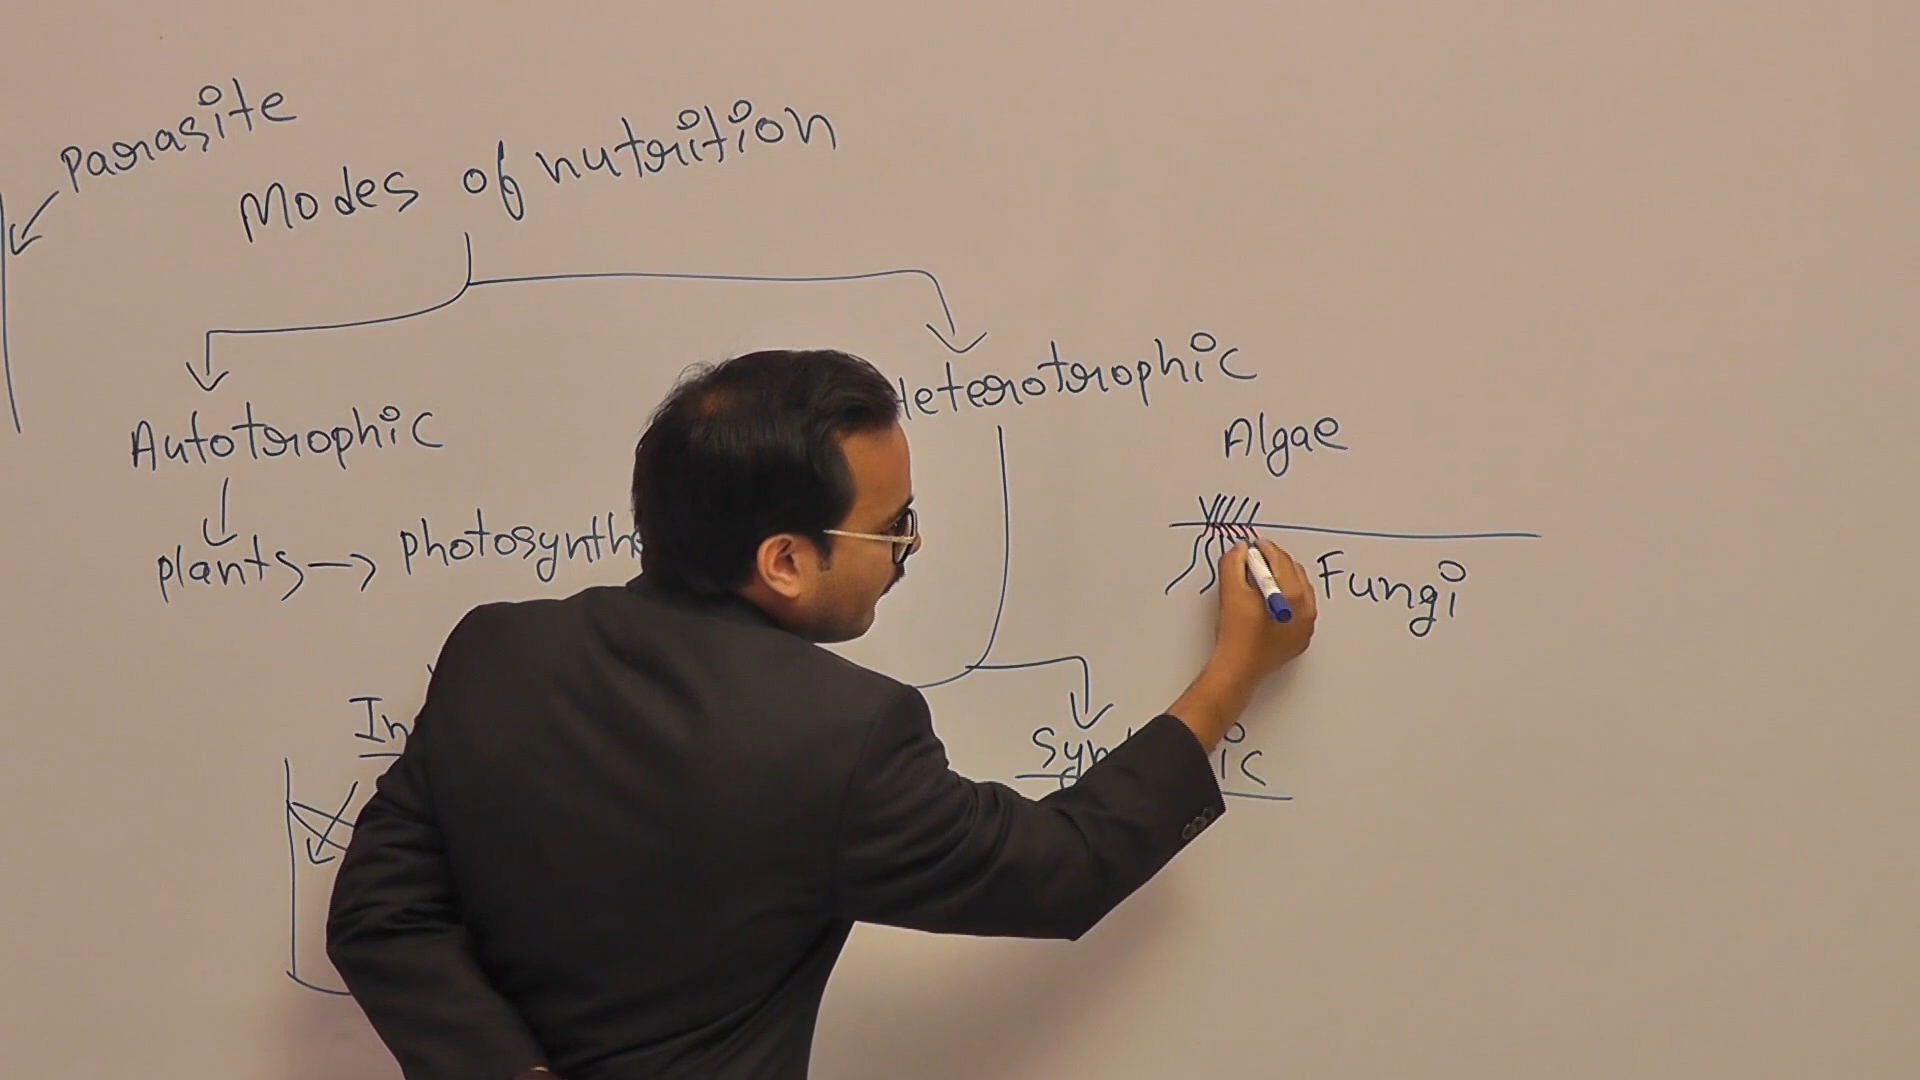 Parasite
Modes of nutrition
Autotrophic
Heterotrophic
Algae
plants → photosynthe
Fungi